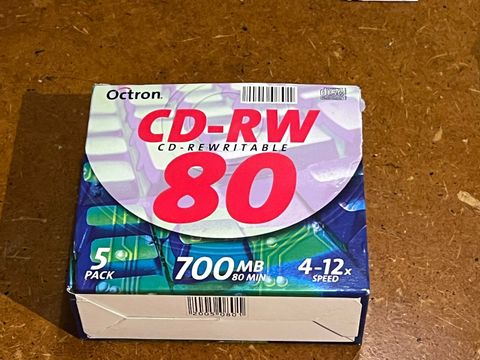 Octron.
CD-RW
CD-REWRITABLE
80
5
PACK
700MB
80 MIN
4-12x
SPEED